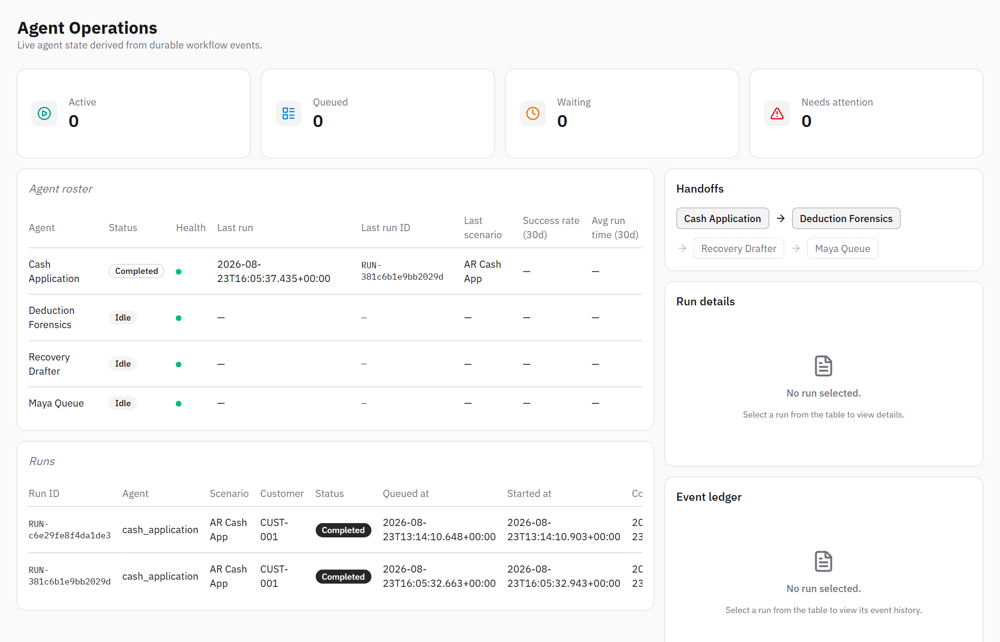 Agent Operations
Live agent state derived from durable workflow events.
Active
0
Queued
0
Waiting
0
Needs attention
0
Agent roster
Agent Status Health Last run Last run ID Last scenario Success rate (30d) Avg run time (30d)
Cash Application Completed 2026-08-23T16:05:37.435+00:00 RUN-381c6b1e9bb2029d AR Cash App — —
Deduction Forensics Idle — — — — —
Recovery Drafter Idle — — — — —
Maya Queue Idle — — — — —
Runs
Run ID Agent Scenario Customer Status Queued at Started at Co
RUN-c6e29fe8f4da1de3 cash_application AR Cash App CUST-001 Completed 2026-08-23T13:14:10.648+00:00 2026-08-23T13:14:10.903+00:00 20 23
RUN-381c6b1e9bb2029d cash_application AR Cash App CUST-001 Completed 2026-08-23T16:05:32.663+00:00 2026-08-23T16:05:32.943+00:00 20 23
Handoffs
Cash Application → Deduction Forensics
→ Recovery Drafter → Maya Queue
Run details
No run selected.
Select a run from the table to view details.
Event ledger
No run selected.
Select a run from the table to view its event history.